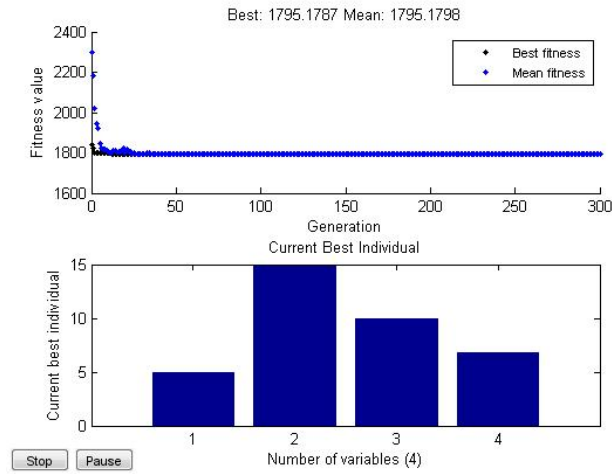 Best: 1795.1787 Mean: 1795.1798
2400
2200
2000
1800
1600
Fitness value
Best fitness
Mean fitness
0 50 100 150 200 250 300
Generation
Current Best Individual
15
10
5
0
Current best individual
1 2 3 4
Number of variables (4)
Stop Pause